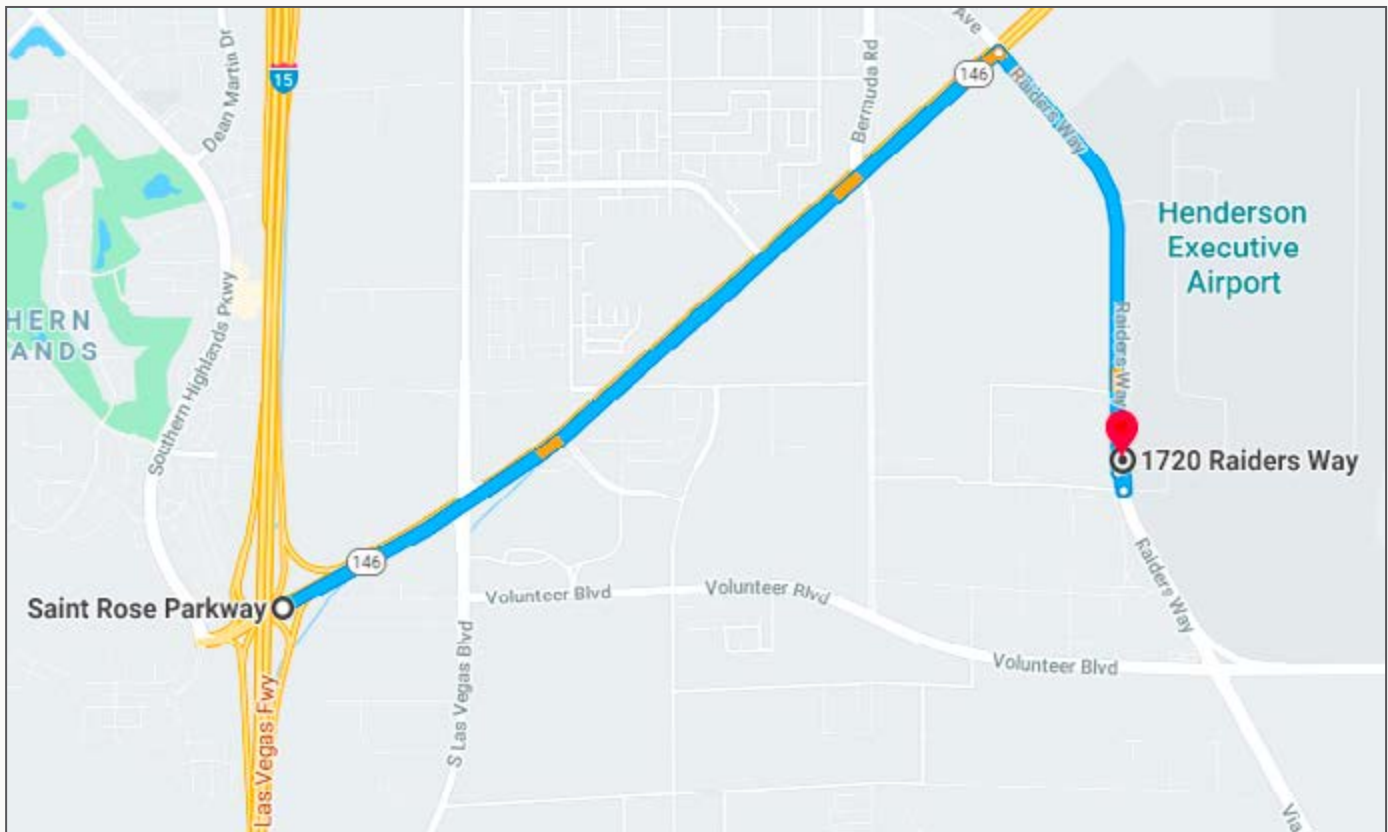 Ave
Dean Martin Dr
15
Bermuda Rd
146
Raiders Way
Henderson
Executive
Airport
HERN
ANDS
Southern Highlands Pkwy
Raiders Way
1720 Raiders Way
146
Saint Rose Parkway
Volunteer Blvd
Volunteer Blvd
Raiders Way
S Las Vegas Blvd
Volunteer Blvd
Las Vegas Fwy
Via